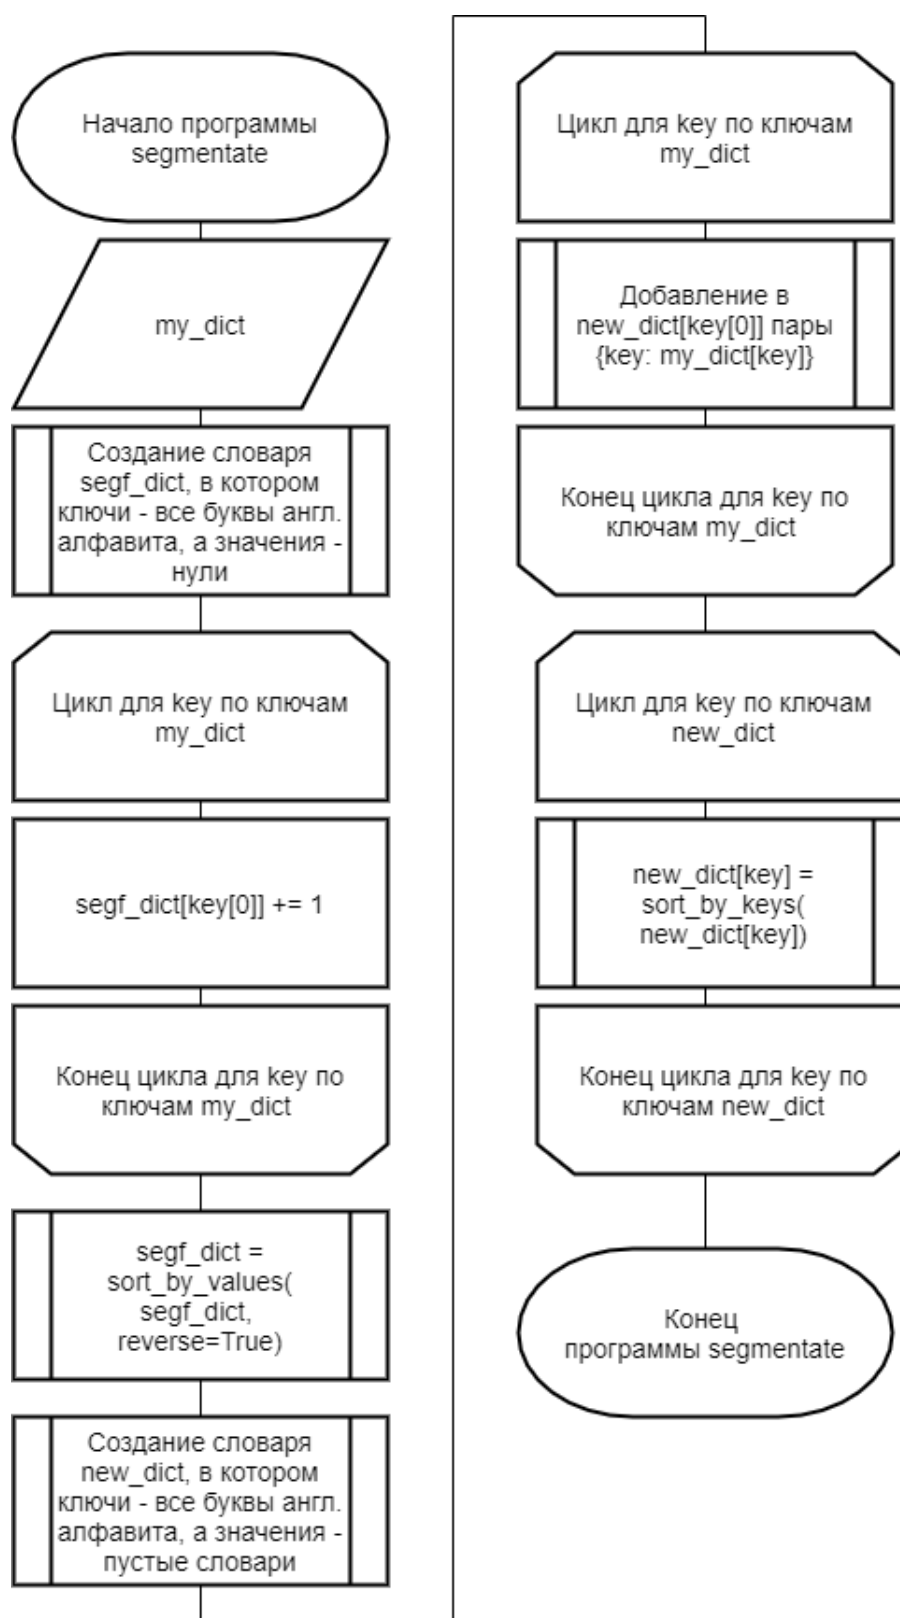 Начало программы
segmentate
my_dict
Создание словаря
segf_dict, в котором
ключи - все буквы англ.
алфавита, а значения -
нули
Цикл для key по ключам
my_dict
segf_dict[key[0]] += 1
Конец цикла для key по
ключам my_dict
segf_dict =
sort_by_values(
segf_dict,
reverse=True)
Создание словаря
new_dict, в котором
ключи - все буквы англ.
алфавита, а значения -
пустые словари
Цикл для key по ключам
my_dict
Добавление в
new_dict[key[0]] пары
{key: my_dict[key]}
Конец цикла для key по
ключам my_dict
Цикл для key по ключам
new_dict
new_dict[key] =
sort_by_keys(
new_dict[key])
Конец цикла для key по
ключам new_dict
Конец
программы segmentate